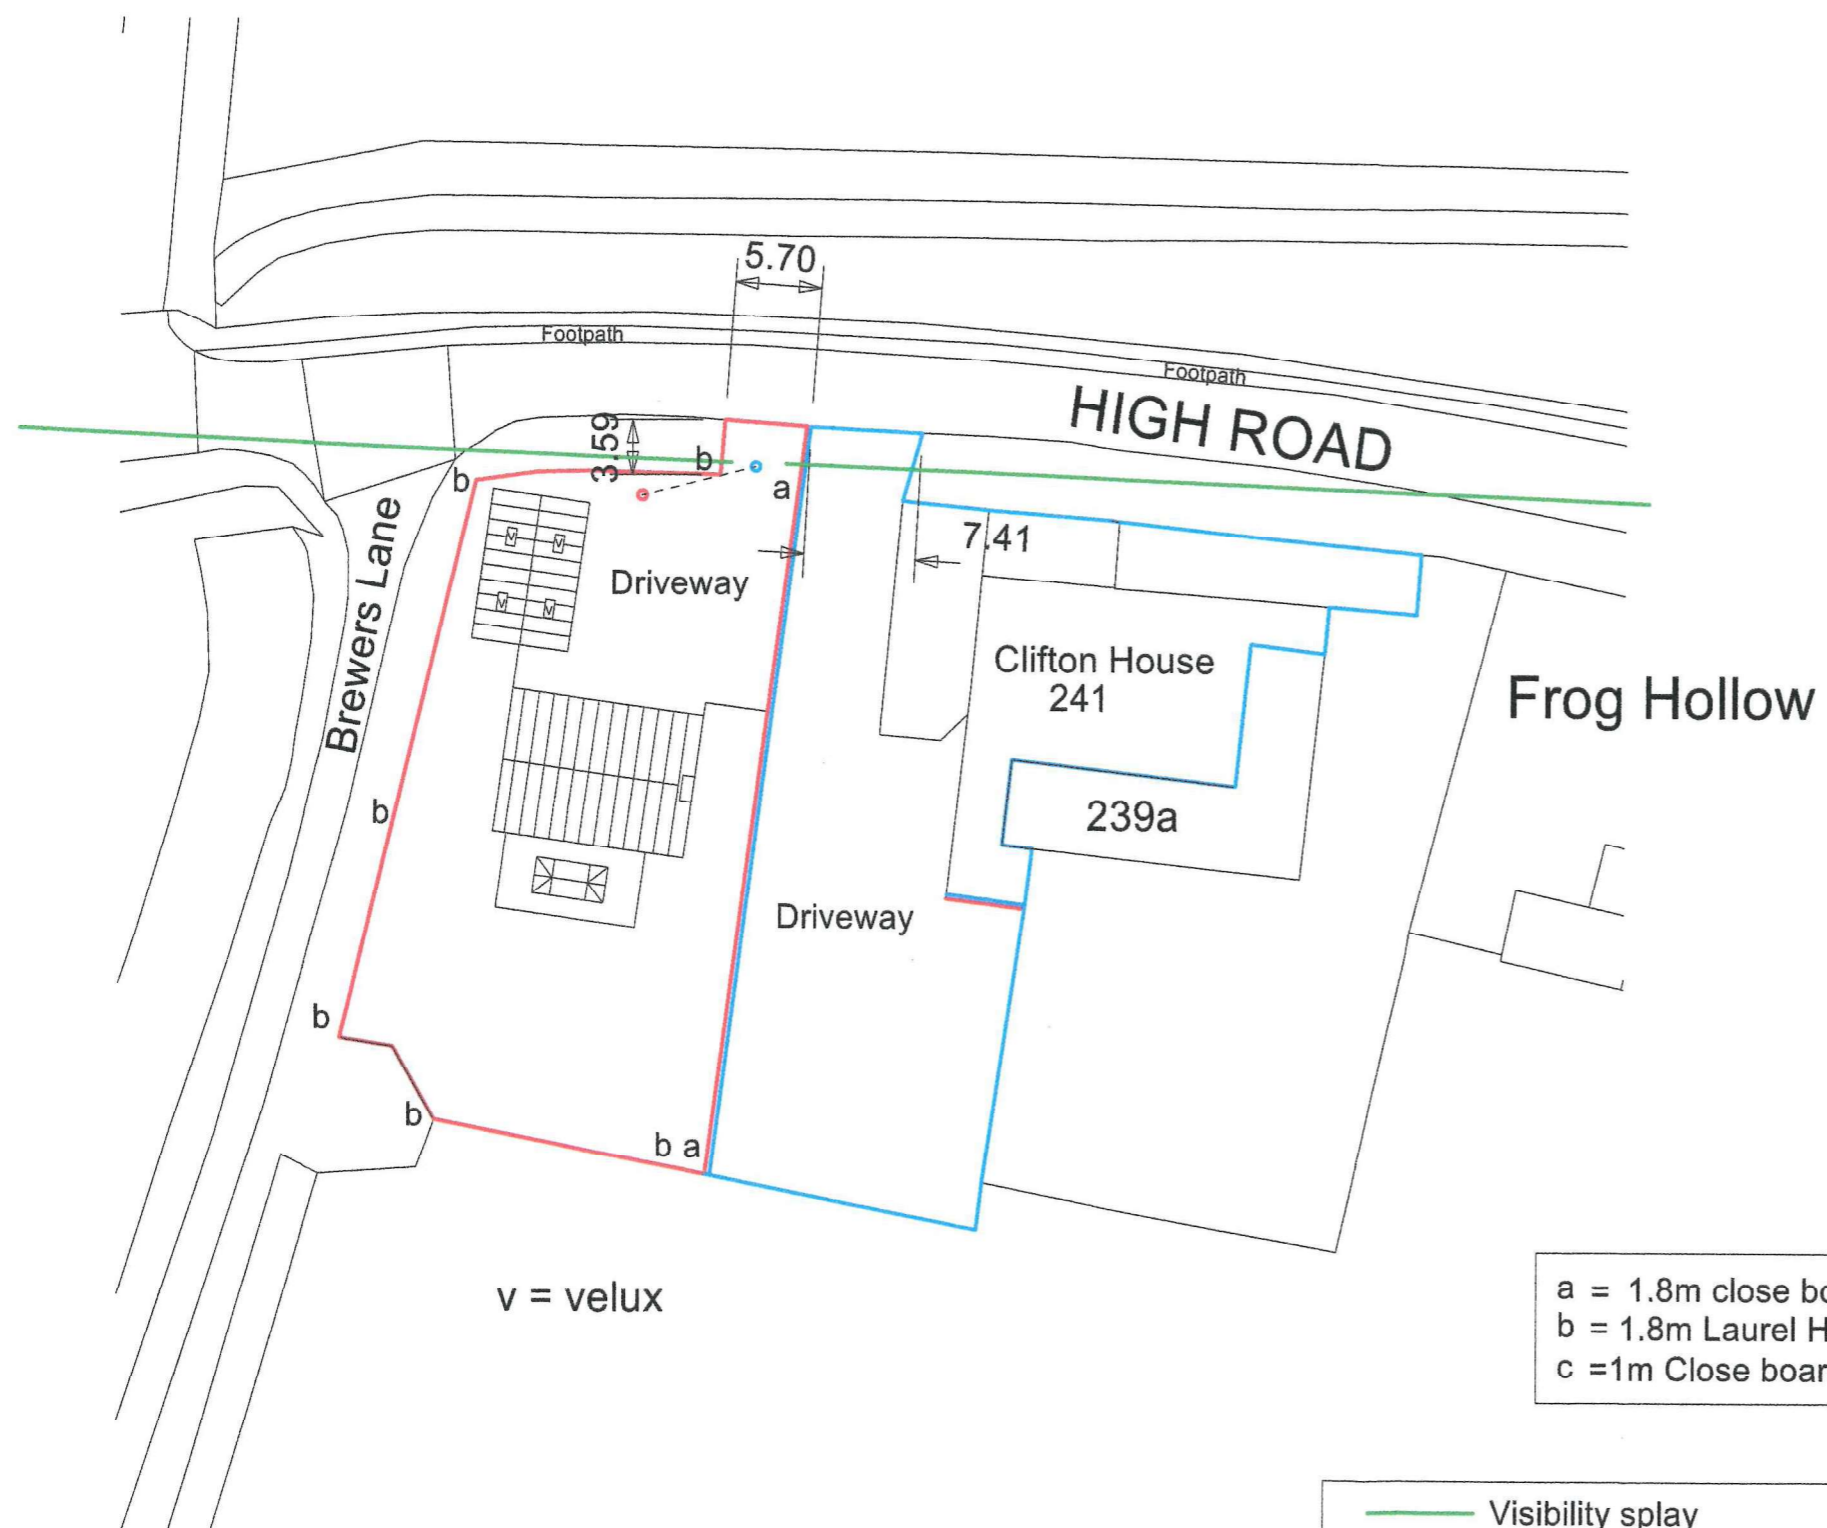 5.70
Footpath
Footpath
HIGH ROAD
3.59
b
b
a
7.41
Driveway
V
V
V
V
Brewers Lane
Clifton House
241
Frog Hollow
b
239a
Driveway
b
b
b a
v = velux
a = 1.8m close bo
b = 1.8m Laurel H
c =1m Close boar
Visibility splay